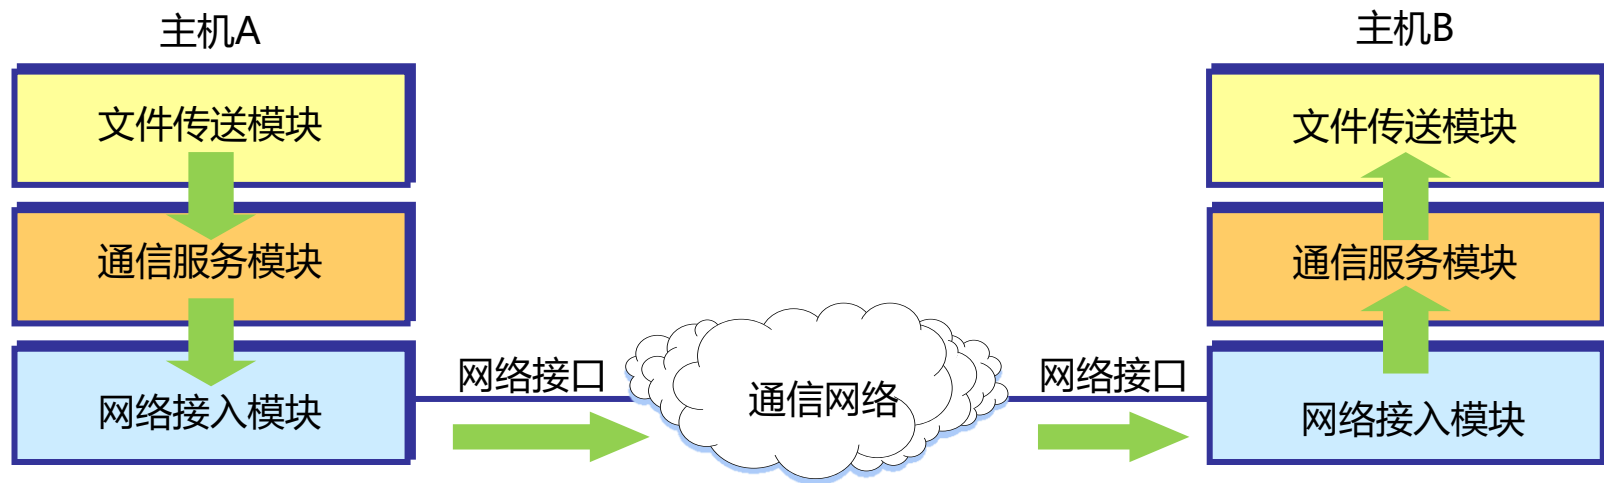 主机A
主机B
文件传送模块
文件传送模块
通信服务模块
通信服务模块
网络接口
网络接口
通信网络
网络接入模块
网络接入模块